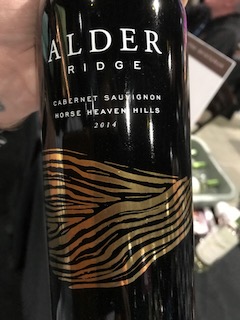 ALDER
RIDGE
CABERNET SAUVIGNON
HORSE HEAVEN HILLS
2014